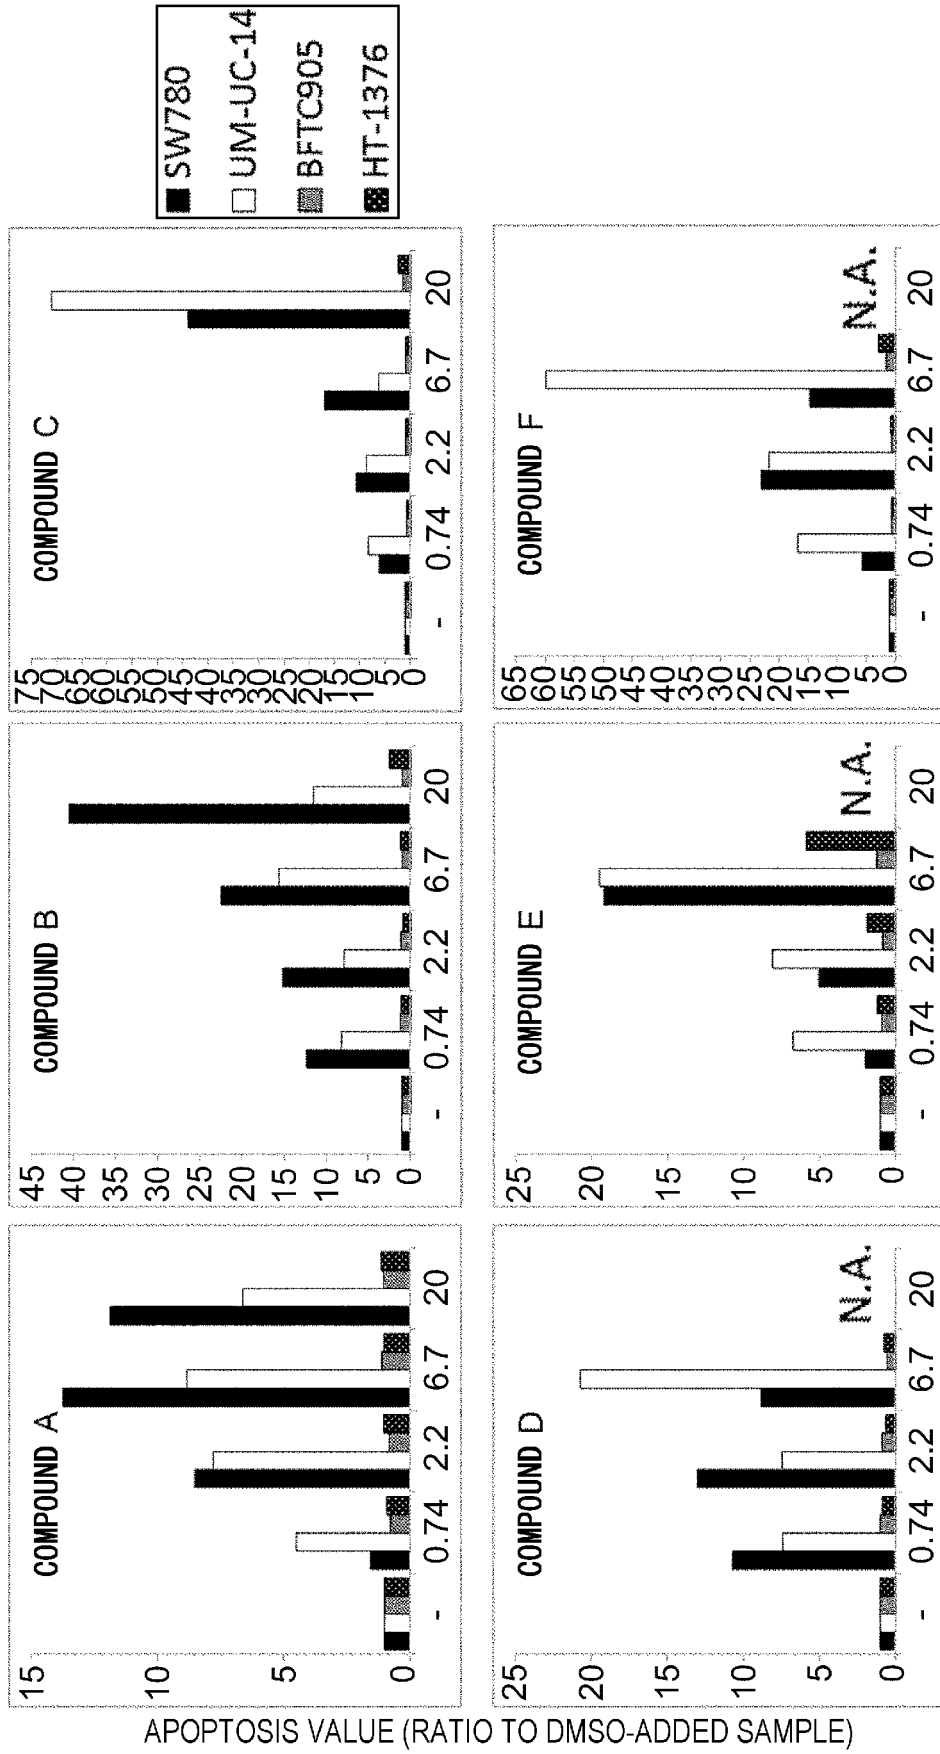 APOPTOSIS VALUE (RATIO TO DMSO-ADDED SAMPLE)
COMPOUND A
15
10
5
0
- 0.74 2.2 6.7 20
COMPOUND B
45
40
35
30
25
20
15
10
5
0
- 0.74 2.2 6.7 20
COMPOUND C
75
70
65
60
55
50
45
40
35
30
25
20
15
10
5
0
- 0.74 2.2 6.7 20
SW780
UM-UC-14
BFTC905
HT-1376
COMPOUND D
25
20
15
10
5
0
N.A.
- 0.74 2.2 6.7 20
COMPOUND E
25
20
15
10
5
0
N.A.
- 0.74 2.2 6.7 20
COMPOUND F
65
60
55
50
45
40
35
30
25
20
15
10
5
0
N.A.
- 0.74 2.2 6.7 20